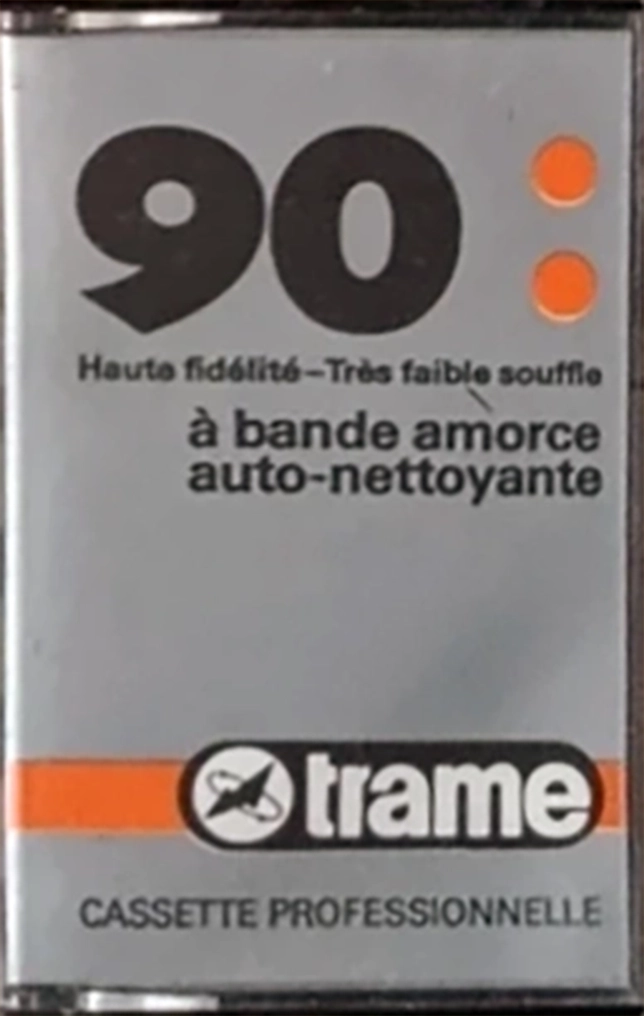 90:
Haute fidélité–Très faible souffle
à bande amorce
auto-nettoyante
trame
CASSETTE PROFESSIONNELLE